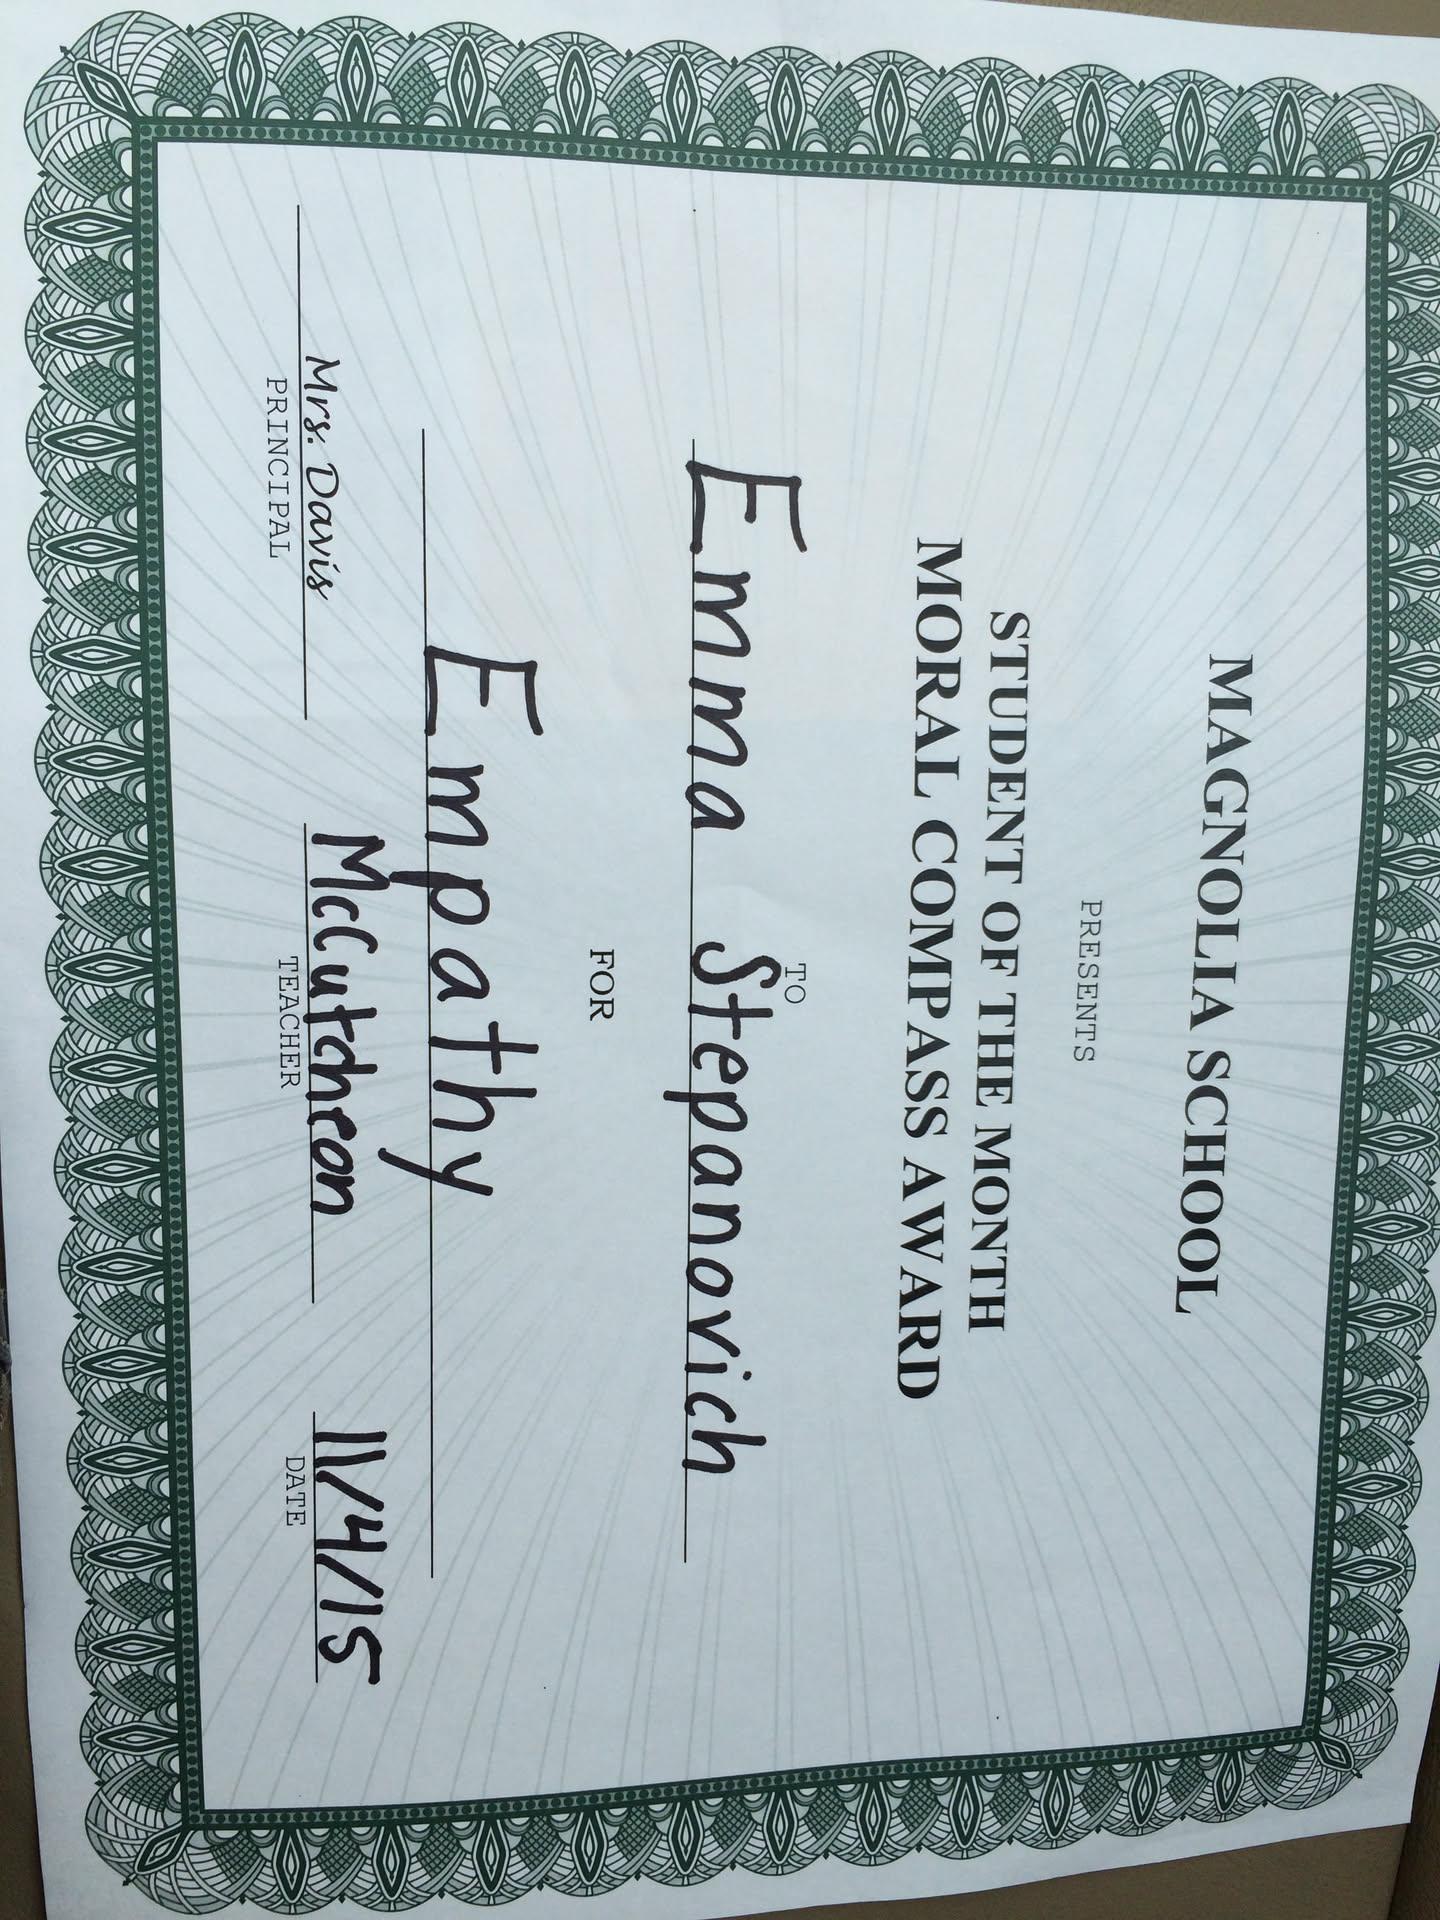 MAGNOLIA SCHOOL
PRESENTS
STUDENT OF THE MONTH
MORAL COMPASS AWARD
TO
Emma Stepanovich
FOR
Empathy
Mrs. Davis McCutcheon 11/4/15
PRINCIPAL TEACHER DATE